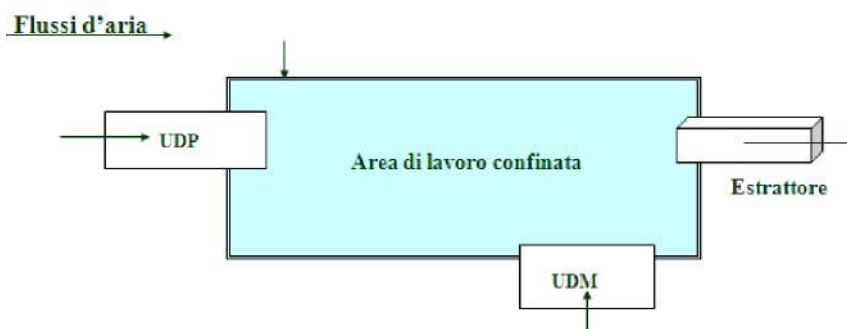 Flussi d'aria
UDP
Area di lavoro confinata
Estrattore
UDM